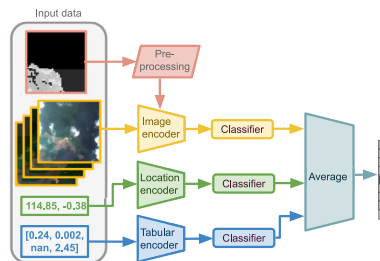 Input data
Pre-
processing
Image
encoder
Classifier
Location
encoder
Classifier
Average
114.85, -0.38
[0.24, 0.002,
nan, 2.45]
Tabular
encoder
Classifier